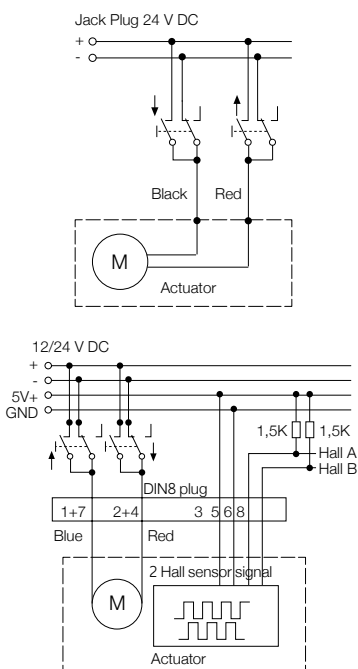 Jack Plug 24 V DC
+
-
Black Red
M
Actuator
12/24 V DC
+
-
5V+
GND
1,5K 1,5K
Hall A
Hall B
DIN8 plug
1+7 2+4 3 5 6 8
Blue Red
2 Hall sensor signal
M
Actuator